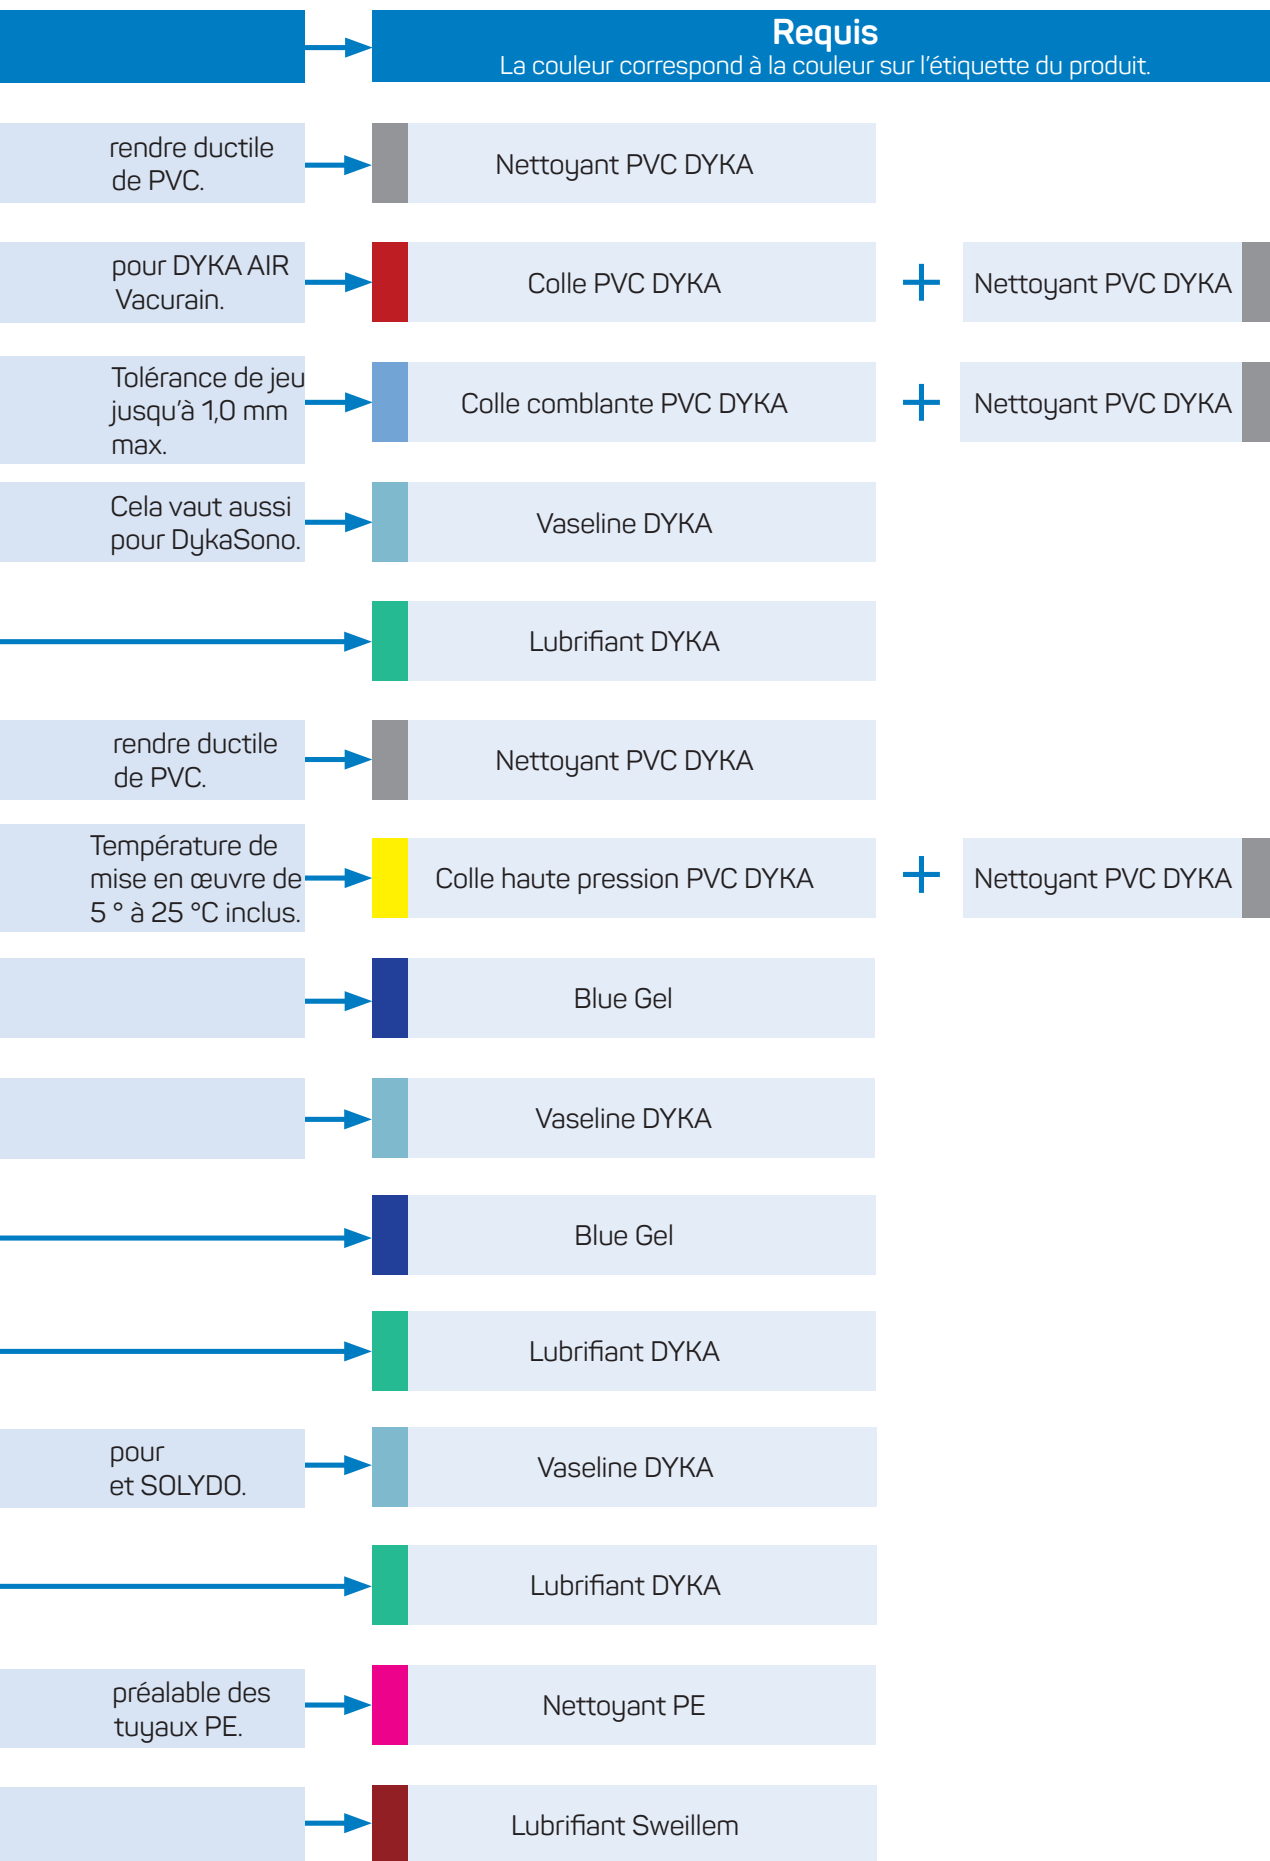 Requis
La couleur correspond à la couleur sur l'étiquette du produit.
rendre ductile
de PVC.
Nettoyant PVC DYKA
pour DYKA AIR
Vacurain.
Colle PVC DYKA
+
Nettoyant PVC DYKA
Tolérance de jeu
jusqu'à 1,0 mm
max.
Colle comblante PVC DYKA
+
Nettoyant PVC DYKA
Cela vaut aussi
pour DykaSono.
Vaseline DYKA
Lubrifiant DYKA
rendre ductile
de PVC.
Nettoyant PVC DYKA
Température de
mise en œuvre de
5 ° à 25 °C inclus.
Colle haute pression PVC DYKA
+
Nettoyant PVC DYKA
Blue Gel
Vaseline DYKA
Blue Gel
Lubrifiant DYKA
pour
et SOLYDO.
Vaseline DYKA
Lubrifiant DYKA
préalable des
tuyaux PE.
Nettoyant PE
Lubrifiant Sweillem